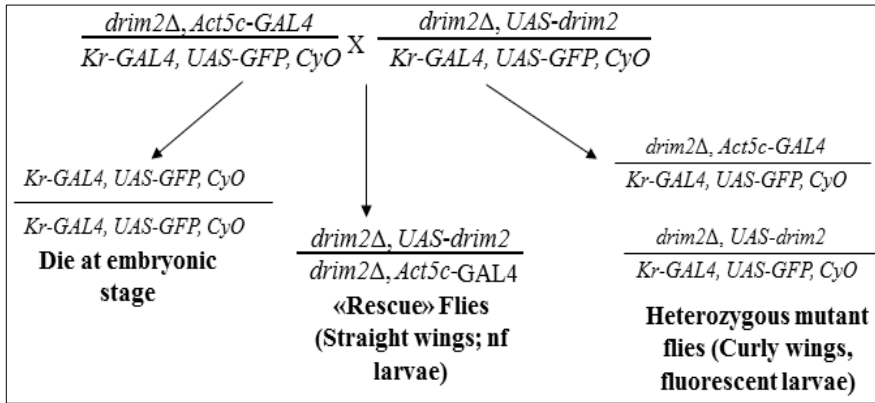 drim2Δ, Act5c-GAL4
Kr-GAL4, UAS-GFP, CyO
X
drim2Δ, UAS-drim2
Kr-GAL4, UAS-GFP, CyO
Kr-GAL4, UAS-GFP, CyO
Kr-GAL4, UAS-GFP, CyO
Die at embryonic
stage
drim2Δ, UAS-drim2
drim2Δ, Act5c-GAL4
«Rescue» Flies
(Straight wings; nf
larvae)
drim2Δ, Act5c-GAL4
Kr-GAL4, UAS-GFP, CyO
drim2Δ, UAS-drim2
Kr-GAL4, UAS-GFP, CyO
Heterozygous mutant
flies (Curly wings,
fluorescent larvae)